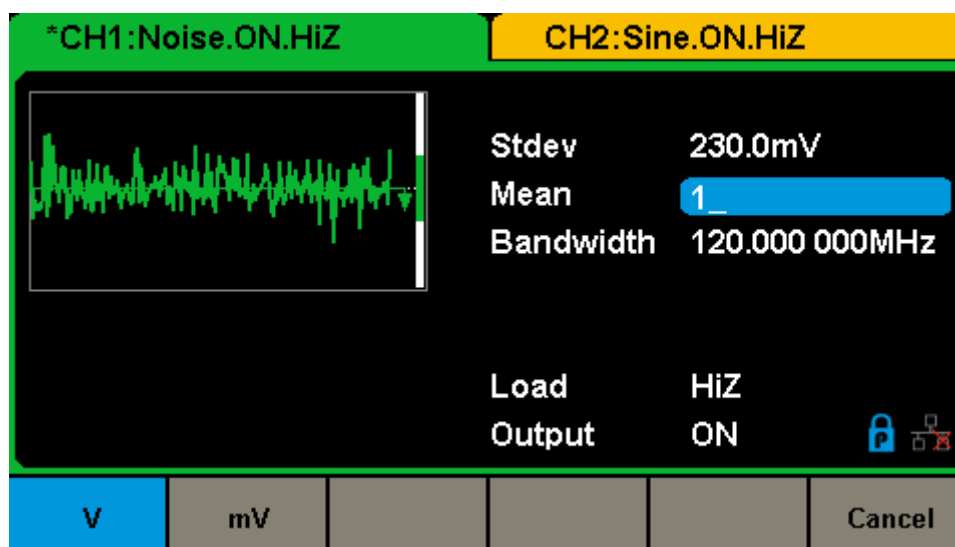 *CH1:Noise.ON.HiZ
CH2:Sine.ON.HiZ
Stdev 230.0mV
Mean 1_
Bandwidth 120.000 000MHz
Load HiZ
Output ON
V mV Cancel